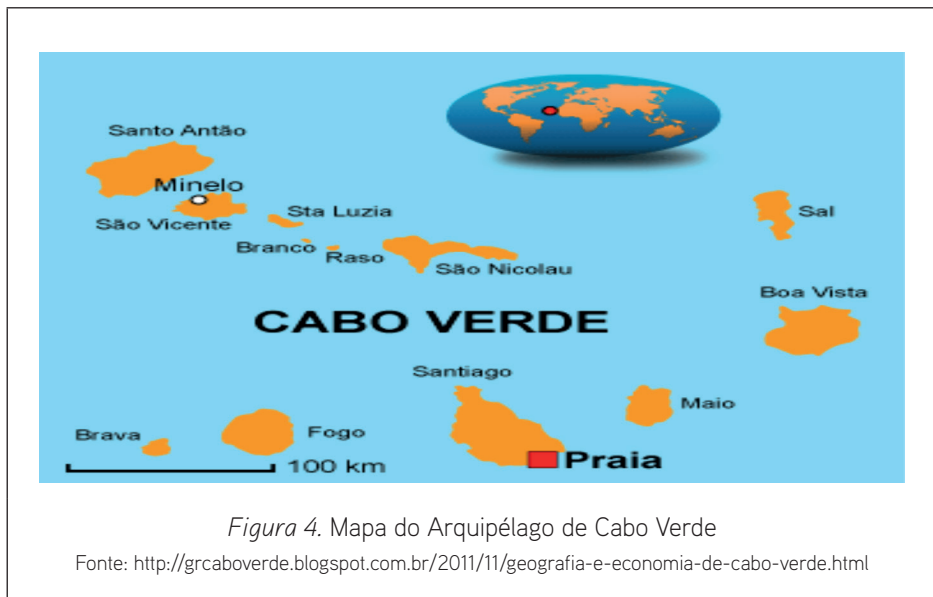 Santo Antão
Minelo
São Vicente
Sta Luzia
Branco
Raso
São Nicolau
Sal
Boa Vista
CABO VERDE
Santiago
Maio
Brava
Fogo
100 km
Praia
Figura 4. Mapa do Arquipélago de Cabo Verde
Fonte: http://grcaboverde.blogspot.com.br/2011/11/geografia-e-economia-de-cabo-verde.html